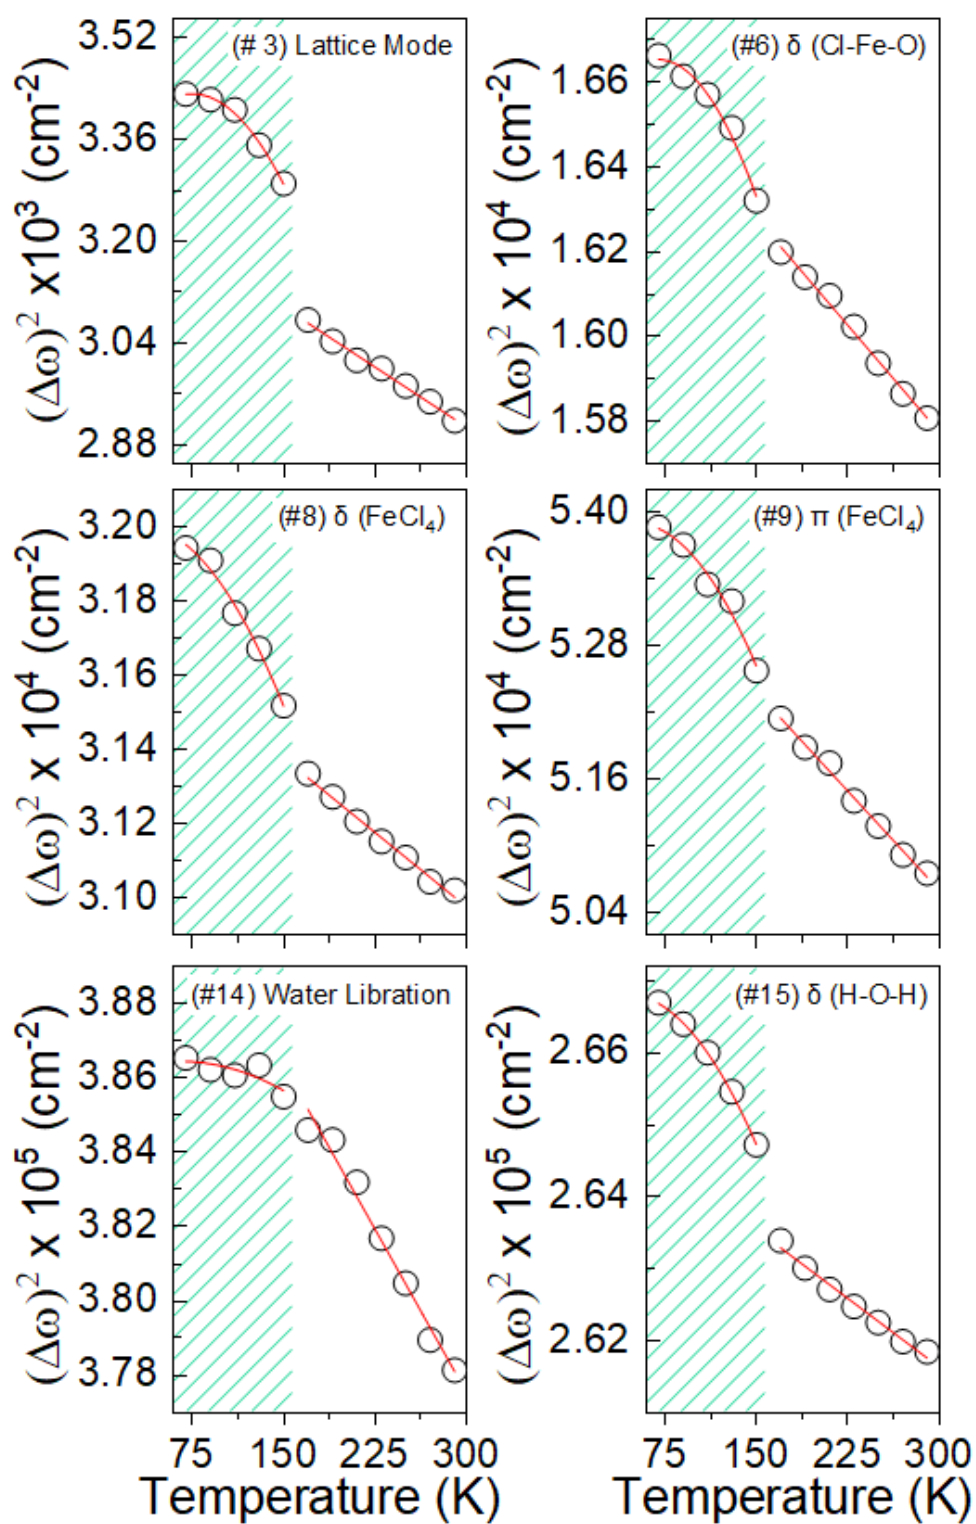 (# 3) Lattice Mode
3.52
3.36
3.20
3.04
2.88
(Δω)² x10³ (cm⁻²)
(#6) δ (Cl-Fe-O)
1.66
1.64
1.62
1.60
1.58
(Δω)² x 10⁴ (cm⁻²)
(#8) δ (FeCl₄)
3.20
3.18
3.16
3.14
3.12
3.10
(Δω)² x 10⁴ (cm⁻²)
(#9) π (FeCl₄)
5.40
5.28
5.16
5.04
(Δω)² x 10⁴ (cm⁻²)
(#14) Water Libration
3.88
3.86
3.84
3.82
3.80
3.78
(Δω)² x 10⁵ (cm⁻²)
75 150 225 300
Temperature (K)
(#15) δ (H-O-H)
2.66
2.64
2.62
(Δω)² x 10⁵ (cm⁻²)
75 150 225 300
Temperature (K)